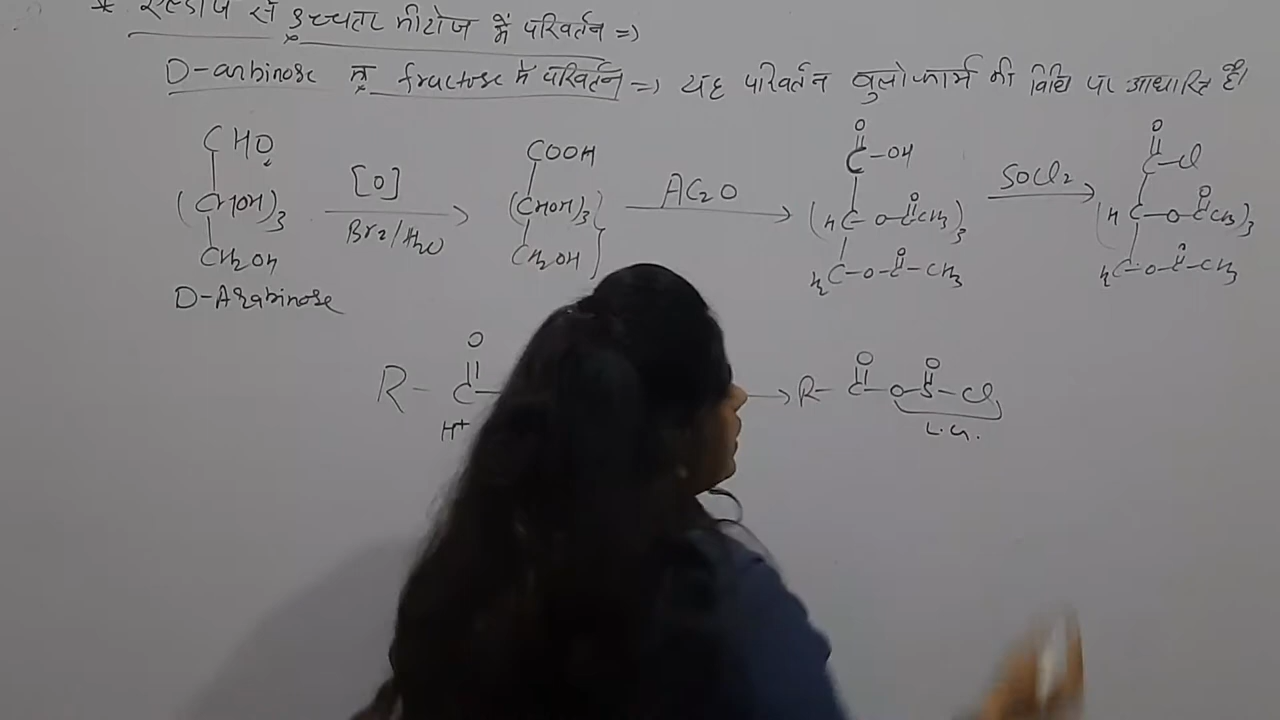 * एल्डोज से उच्चतर कीटोज में परिवर्तन ⇒
D-arbinose का fructose में परिवर्तन ⇒ यह परिवर्तन वुलोफार्म की विधि पर आधारित है।
CHO
(CHOH)3
CH2OH
D-Arabinose
[O]
Br2/H2O
COOH
(CHOH)3
CH2OH
AC2O
O
C-OH
(H C-O-C CH3)3
O
H2C-O-C-CH3
O
SOCl2
O
C-Cl
(H C-O-C CH3)3
O
H2C-O-C-CH3
O
R-C-
O
H+
R-C-O-S-Cl
O O
L.G.